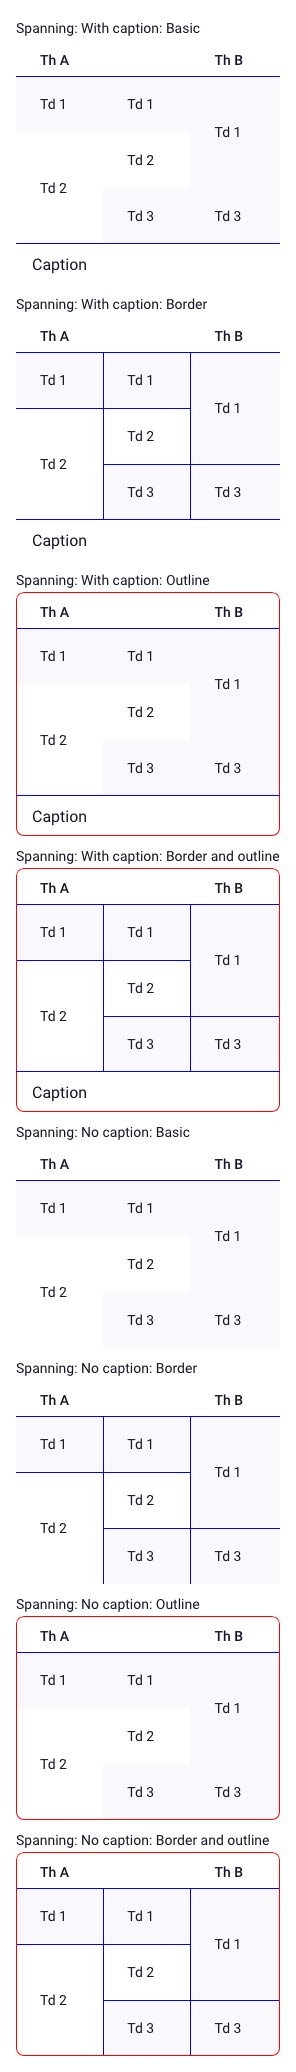 Spanning: With caption: Basic
Th A Th B
Td 1 Td 1
Td 1
Td 2
Td 2
Td 3 Td 3
Caption
Spanning: With caption: Border
Th A Th B
Td 1 Td 1
Td 1
Td 2
Td 2
Td 3 Td 3
Caption
Spanning: With caption: Outline
Th A Th B
Td 1 Td 1
Td 1
Td 2
Td 2
Td 3 Td 3
Caption
Spanning: With caption: Border and outline
Th A Th B
Td 1 Td 1
Td 1
Td 2
Td 2
Td 3 Td 3
Caption
Spanning: No caption: Basic
Th A Th B
Td 1 Td 1
Td 1
Td 2
Td 2
Td 3 Td 3
Spanning: No caption: Border
Th A Th B
Td 1 Td 1
Td 1
Td 2
Td 2
Td 3 Td 3
Spanning: No caption: Outline
Th A Th B
Td 1 Td 1
Td 1
Td 2
Td 2
Td 3 Td 3
Spanning: No caption: Border and outline
Th A Th B
Td 1 Td 1
Td 1
Td 2
Td 2
Td 3 Td 3